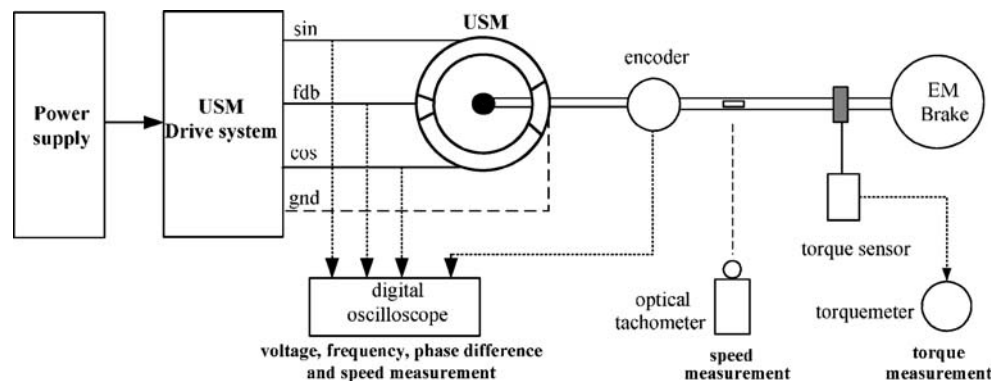 Power
supply
USM
Drive system
sin
fdb
cos
gnd
USM
encoder
EM
Brake
digital
oscilloscope
voltage, frequency, phase difference
and speed measurement
optical
tachometer
speed
measurement
torque sensor
torquemeter
torque
measurement